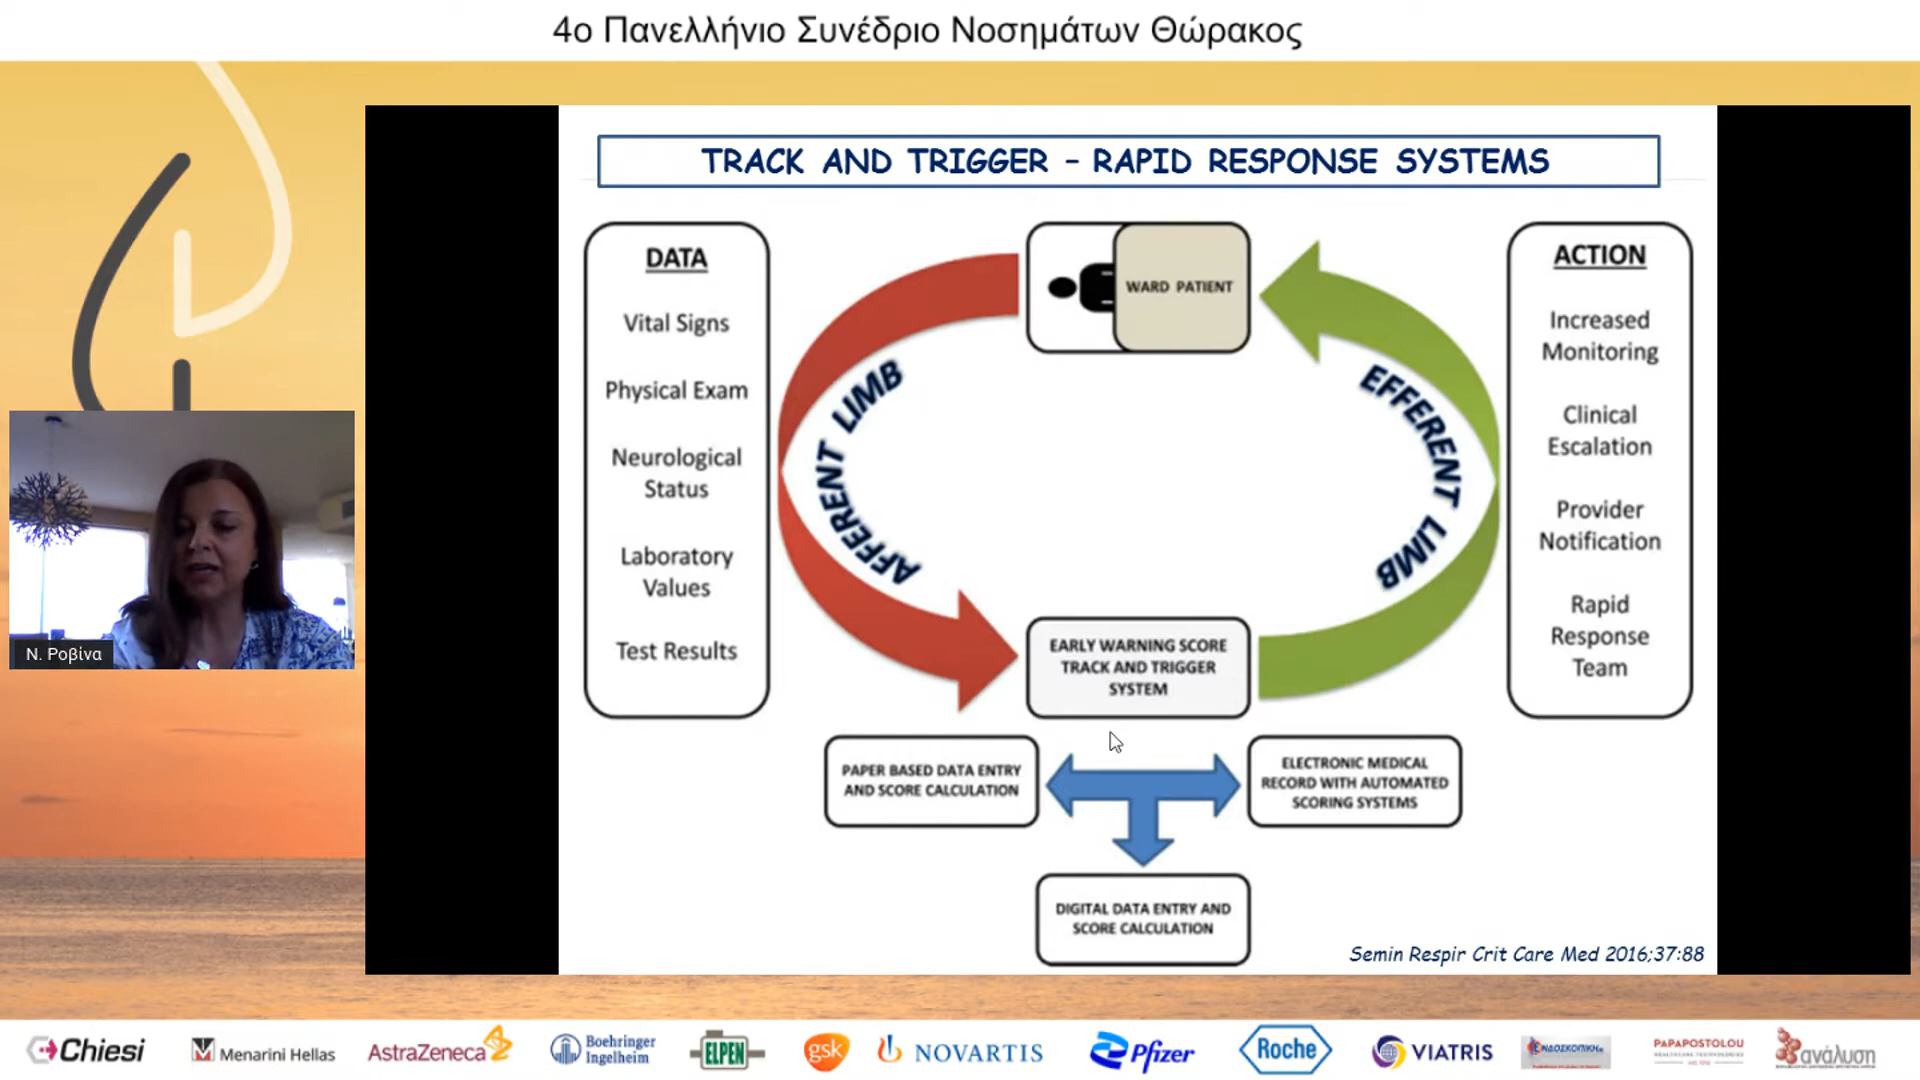 4ο Πανελλήνιο Συνέδριο Νοσημάτων Θώρακος
TRACK AND TRIGGER – RAPID RESPONSE SYSTEMS
DATA
Vital Signs
Physical Exam
Neurological
Status
Laboratory
Values
Test Results
AFFERENT LIMB
WARD PATIENT
EFFERENT LIMB
ACTION
Increased
Monitoring
Clinical
Escalation
Provider
Notification
Rapid
Response
Team
EARLY WARNING SCORE
TRACK AND TRIGGER
SYSTEM
PAPER BASED DATA ENTRY
AND SCORE CALCULATION
ELECTRONIC MEDICAL
RECORD WITH AUTOMATED
SCORING SYSTEMS
DIGITAL DATA ENTRY AND
SCORE CALCULATION
Semin Respir Crit Care Med 2016;37:88
Ν. Ροβίνα
Chiesi
Menarini Hellas
AstraZeneca
Boehringer
Ingelheim
ELPEN
gsk
NOVARTIS
Pfizer
Roche
VIATRIS
ΕΝΔΟΣΚΟΠΙΚΗ
PAPAPOSTOLOU
ανάλυση